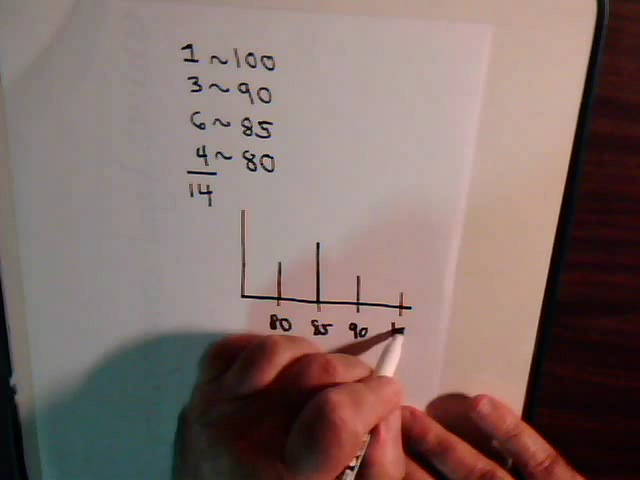 1 ~ 100
3 ~ 90
6 ~ 85
4 ~ 80
14
80 85 90